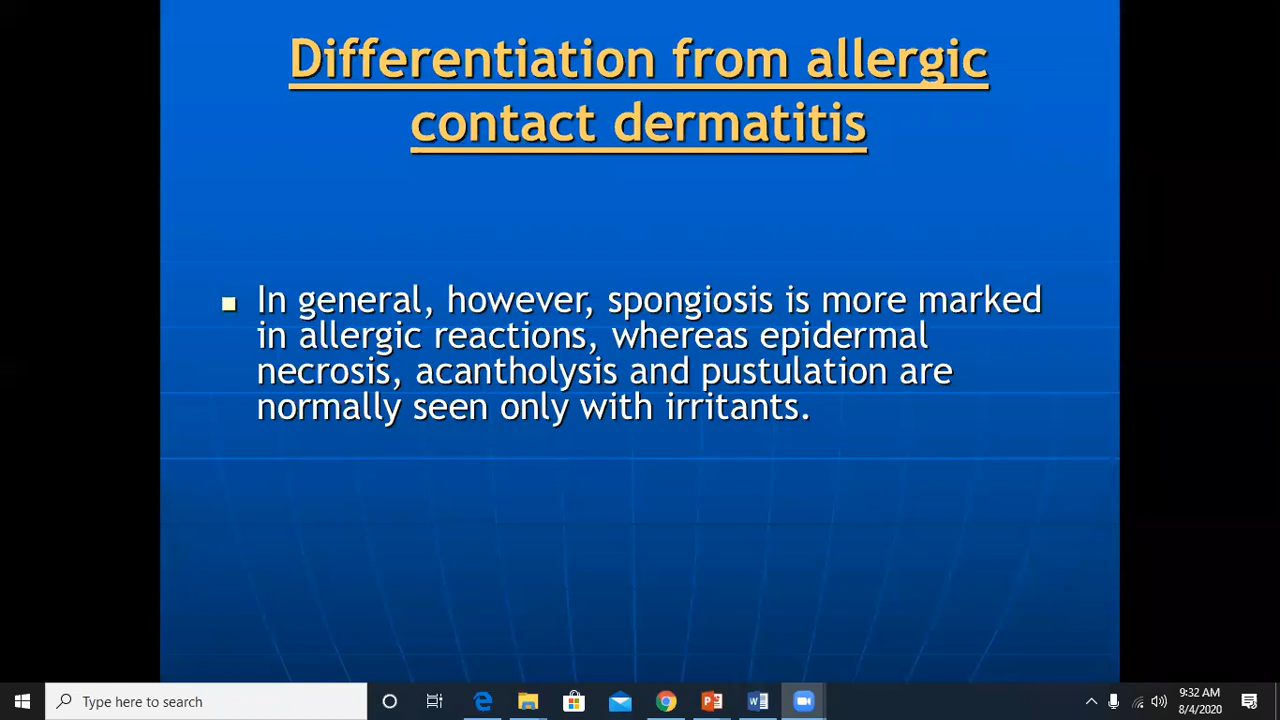 Differentiation from allergic
contact dermatitis
In general, however, spongiosis is more marked
in allergic reactions, whereas epidermal
necrosis, acantholysis and pustulation are
normally seen only with irritants.
Type here to search
9:32 AM
8/4/2020